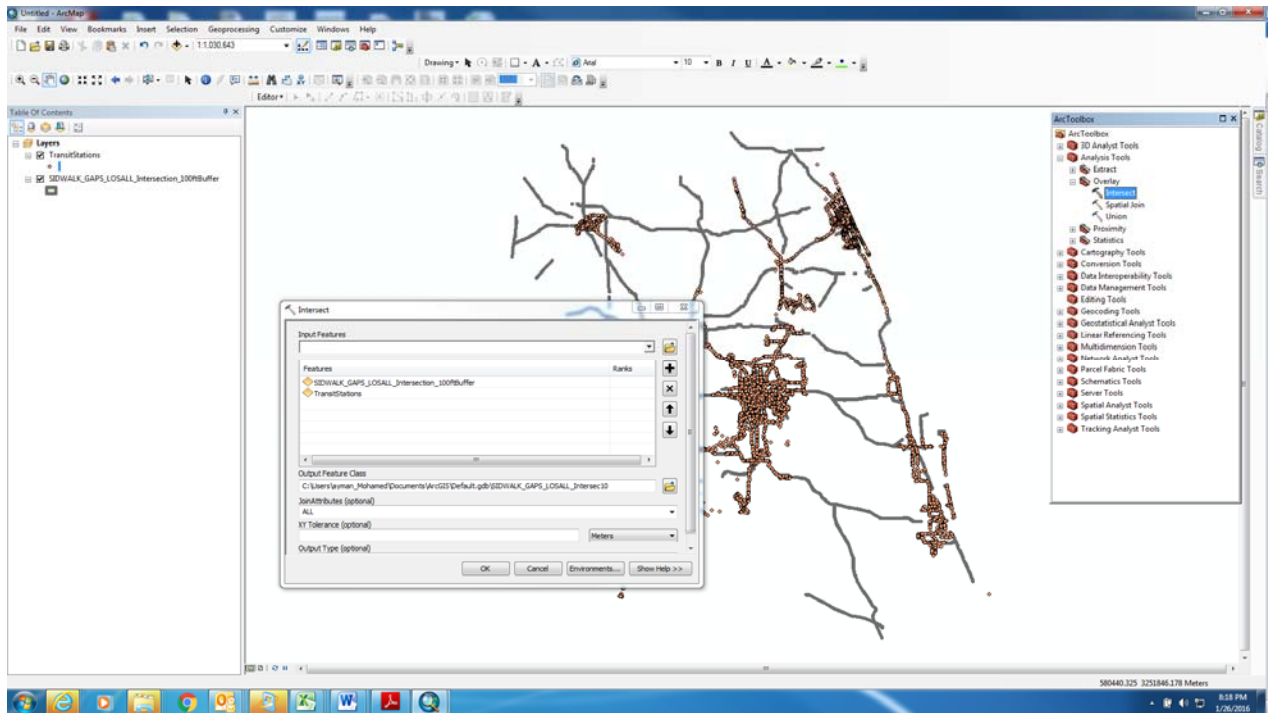 Untitled - ArcMap
File Edit View Bookmarks Insert Selection Geoprocessing Customize Windows Help
1:1,030,643
Drawing Arial 10 B I U A
Editor
Table Of Contents
Layers
TransitStations
SIDWALK_GAPS_LOSALL_Intersection_100ftBuffer
Intersect
Input Features
Features Ranks
SIDWALK_GAPS_LOSALL_Intersection_100ftBuffer
TransitStations
Output Feature Class
C:\Users\ayman_Mohamed\Documents\ArcGIS\Default.gdb\SIDWALK_GAPS_LOSALL_Intersec10
JoinAttributes (optional)
ALL
XY Tolerance (optional)
Meters
Output Type (optional)
OK Cancel Environments... Show Help >>
ArcToolbox
ArcToolbox
3D Analyst Tools
Analysis Tools
Extract
Overlay
Intersect
Spatial Join
Union
Proximity
Statistics
Cartography Tools
Conversion Tools
Data Interoperability Tools
Data Management Tools
Editing Tools
Geocoding Tools
Geostatistical Analyst Tools
Linear Referencing Tools
Multidimension Tools
Network Analyst Tools
Parcel Fabric Tools
Schematics Tools
Server Tools
Spatial Analyst Tools
Spatial Statistics Tools
Tracking Analyst Tools
Catalog
Search
580440.325 3251846.178 Meters
8:18 PM
1/26/2016